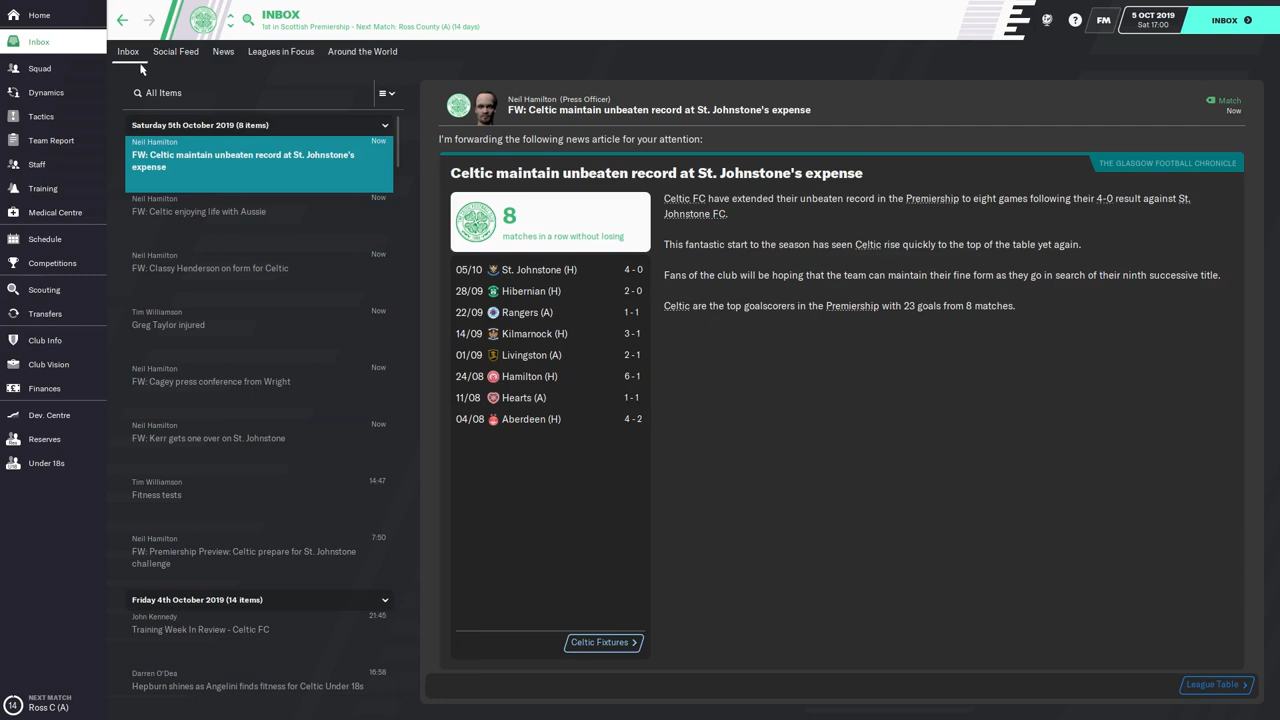 Home
Inbox
Squad
Dynamics
Tactics
Team Report
Staff
Training
Medical Centre
Schedule
Competitions
Scouting
Transfers
Club Info
Club Vision
Finances
Dev. Centre
Reserves
Under 18s
14
NEXT MATCH
Ross C (A)
INBOX
1st in Scottish Premiership - Next Match: Ross County (A) (14 days)
?
FM
5 OCT 2019
Sat 17:00
INBOX
Inbox
Social Feed
News
Leagues in Focus
Around the World
All Items
Saturday 5th October 2019 (8 items)
Neil Hamilton
Now
FW: Celtic maintain unbeaten record at St. Johnstone's
expense
Neil Hamilton
Now
FW: Celtic enjoying life with Aussie
Neil Hamilton
Now
FW: Classy Henderson on form for Celtic
Tim Williamson
Now
Greg Taylor injured
Neil Hamilton
Now
FW: Cagey press conference from Wright
Neil Hamilton
Now
FW: Kerr gets one over on St. Johnstone
Tim Williamson
14:47
Fitness tests
Neil Hamilton
7:50
FW: Premiership Preview: Celtic prepare for St. Johnstone
challenge
Friday 4th October 2019 (14 items)
John Kennedy
21:45
Training Week In Review - Celtic FC
Darren O'Dea
16:58
Hepburn shines as Angelini finds fitness for Celtic Under 18s
Neil Hamilton (Press Officer)
FW: Celtic maintain unbeaten record at St. Johnstone's expense
Match
Now
I'm forwarding the following news article for your attention:
THE GLASGOW FOOTBALL CHRONICLE
Celtic maintain unbeaten record at St. Johnstone's expense
8
matches in a row without losing
05/10 St. Johnstone (H) 4 - 0
28/09 Hibernian (H) 2 - 0
22/09 Rangers (A) 1 - 1
14/09 Kilmarnock (H) 3 - 1
01/09 Livingston (A) 2 - 1
24/08 Hamilton (H) 6 - 1
11/08 Hearts (A) 1 - 1
04/08 Aberdeen (H) 4 - 2
Celtic Fixtures
Celtic FC have extended their unbeaten record in the Premiership to eight games following their 4-0 result against St.
Johnstone FC.
This fantastic start to the season has seen Celtic rise quickly to the top of the table yet again.
Fans of the club will be hoping that the team can maintain their fine form as they go in search of their ninth successive title.
Celtic are the top goalscorers in the Premiership with 23 goals from 8 matches.
League Table